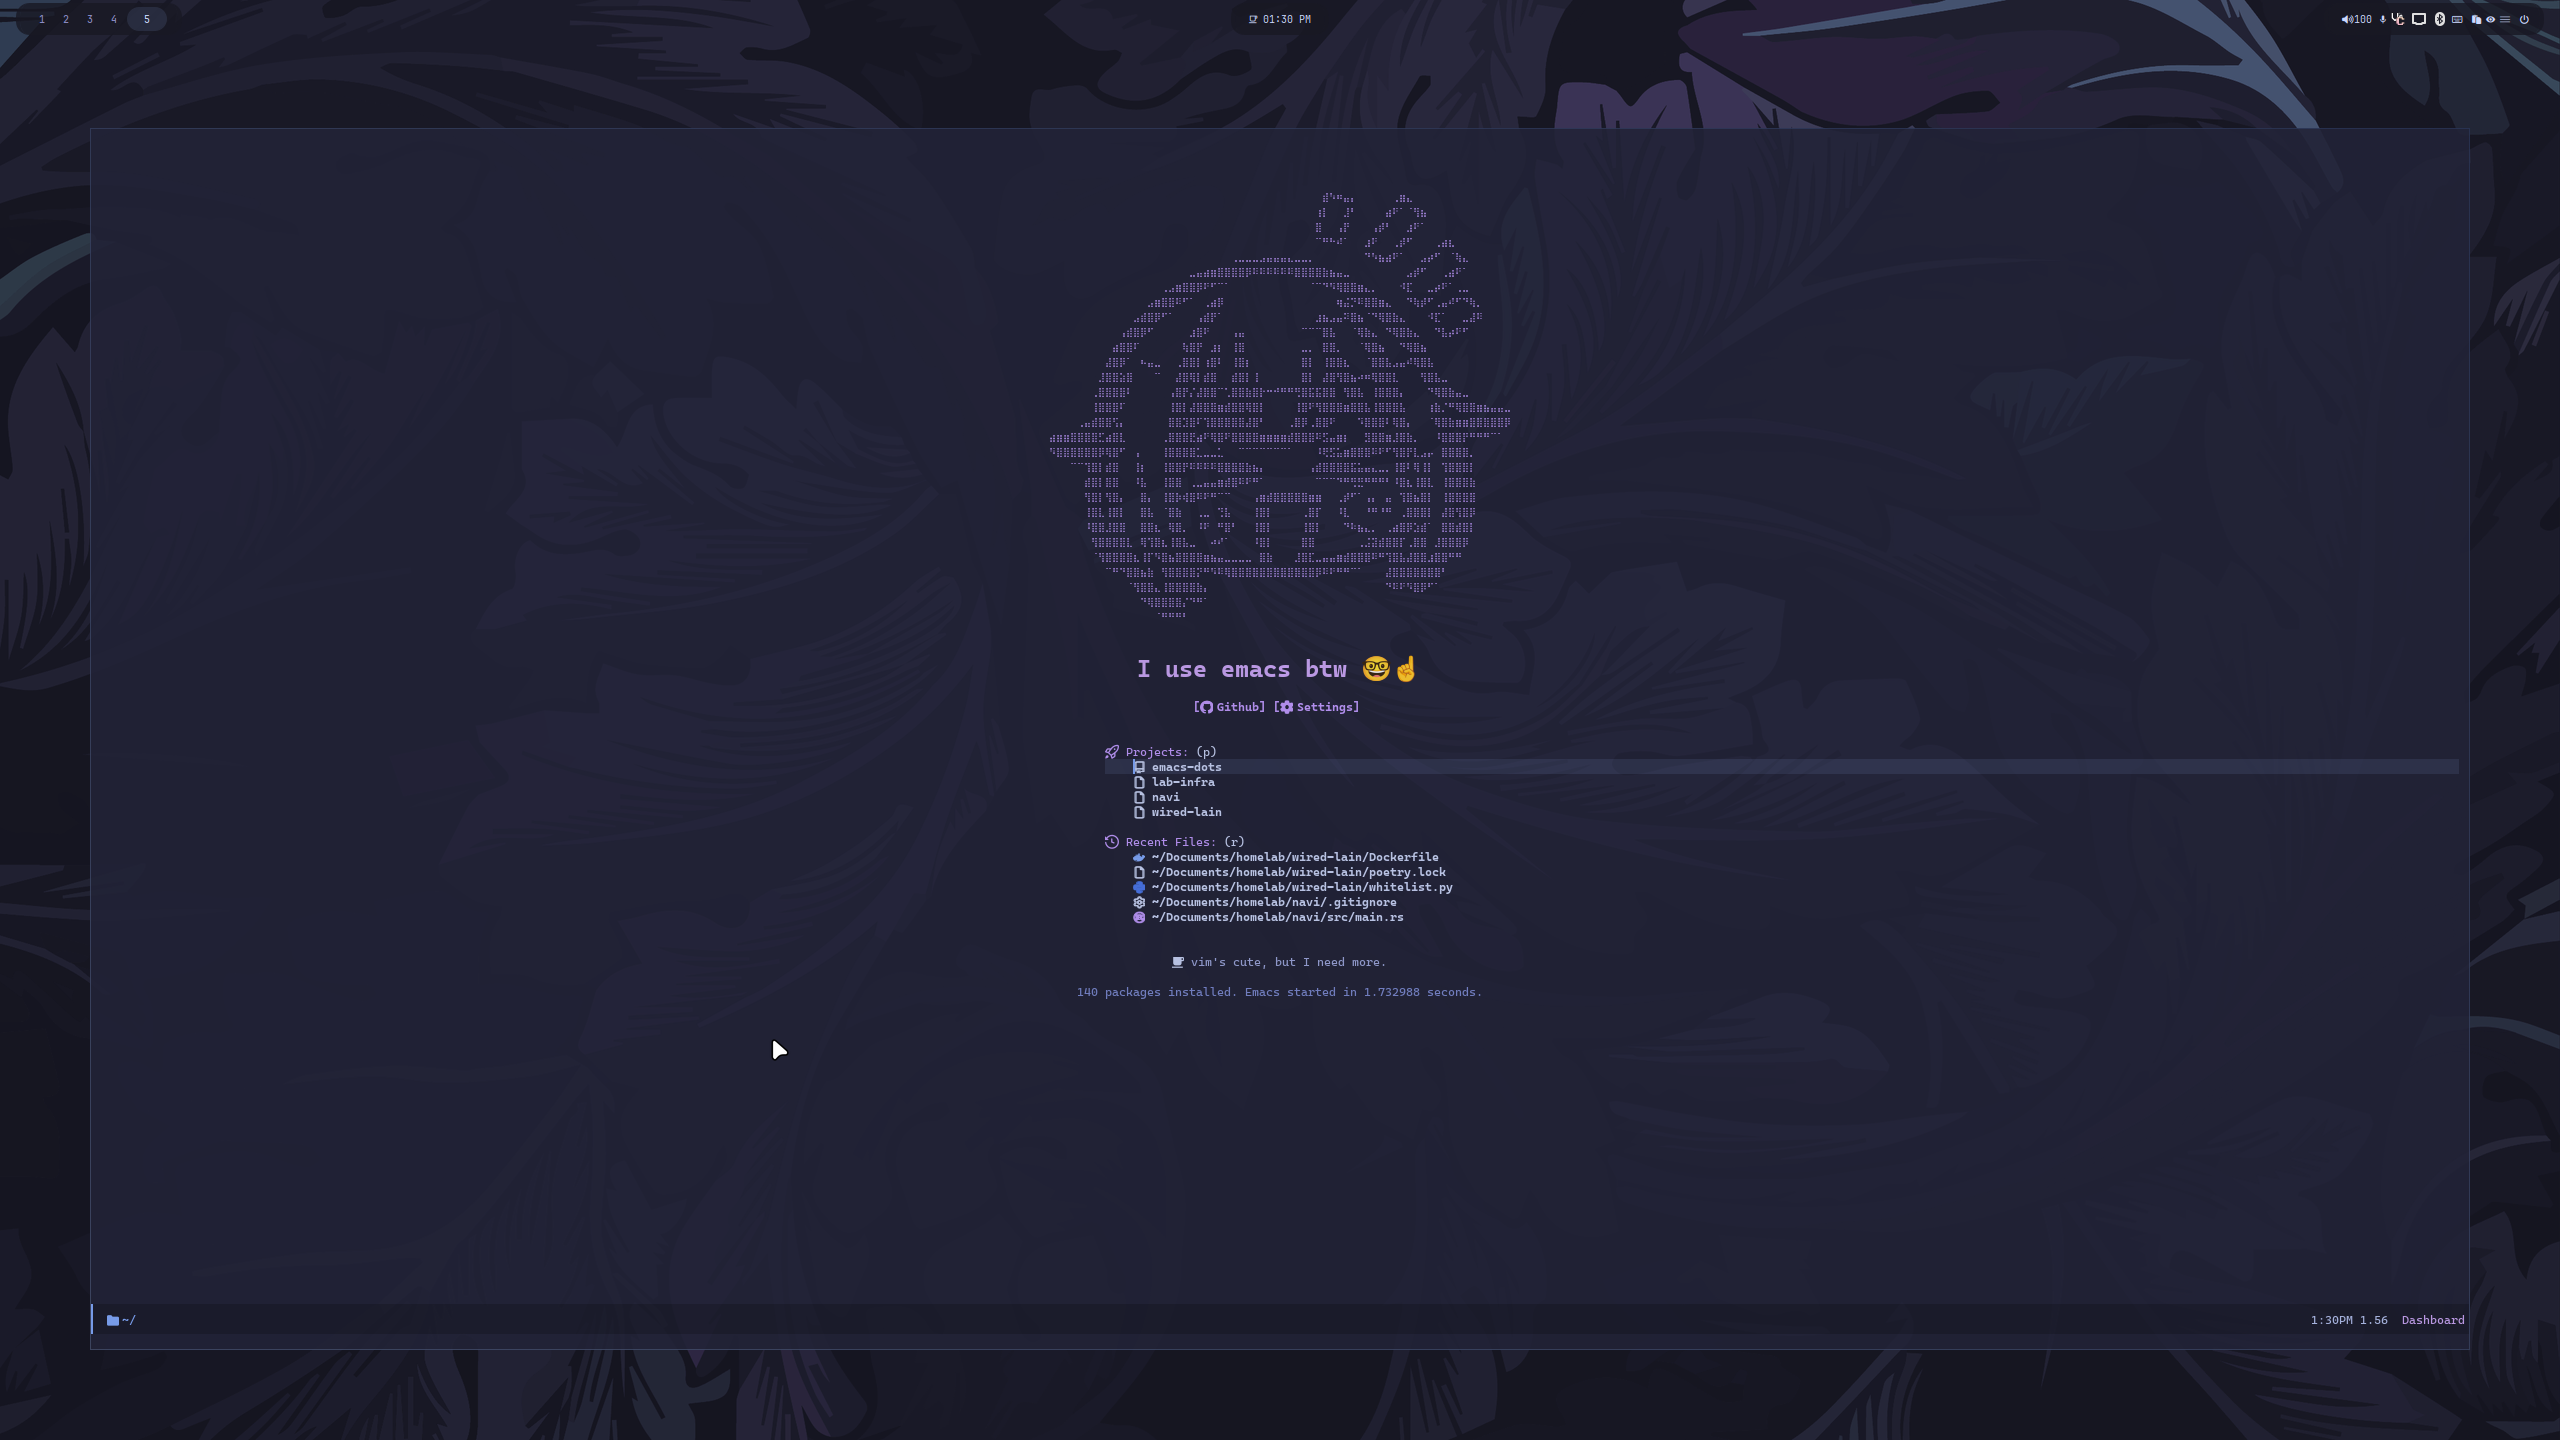 1 2 3 4 5
01:30 PM
100
I use emacs btw 🤓☝️
[Github] [Settings]
Projects: (p)
emacs-dots
lab-infra
navi
wired-lain
Recent Files: (r)
~/Documents/homelab/wired-lain/Dockerfile
~/Documents/homelab/wired-lain/poetry.lock
~/Documents/homelab/wired-lain/whitelist.py
~/Documents/homelab/navi/.gitignore
~/Documents/homelab/navi/src/main.rs
vim's cute, but I need more.
140 packages installed. Emacs started in 1.732988 seconds.
~/
1:30PM 1.56 Dashboard